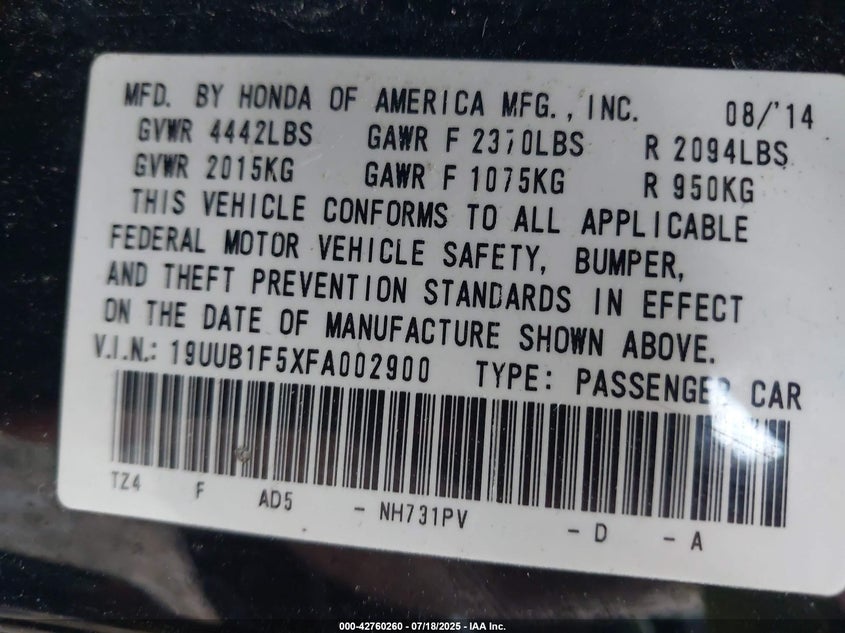 MFD. BY HONDA OF AMERICA MFG., INC. 08/'14
GVWR 4442LBS GAWR F 2370LBS R 2094LBS
GVWR 2015KG GAWR F 1075KG R 950KG
THIS VEHICLE CONFORMS TO ALL APPLICABLE
FEDERAL MOTOR VEHICLE SAFETY, BUMPER,
AND THEFT PREVENTION STANDARDS IN EFFECT
ON THE DATE OF MANUFACTURE SHOWN ABOVE.
V.I.N.: 19UUB1F5XFA002900 TYPE: PASSENGER CAR
TZ4 F AD5 - NH731PV - D - A
000-42760260 - 07/18/2025 - IAA Inc.